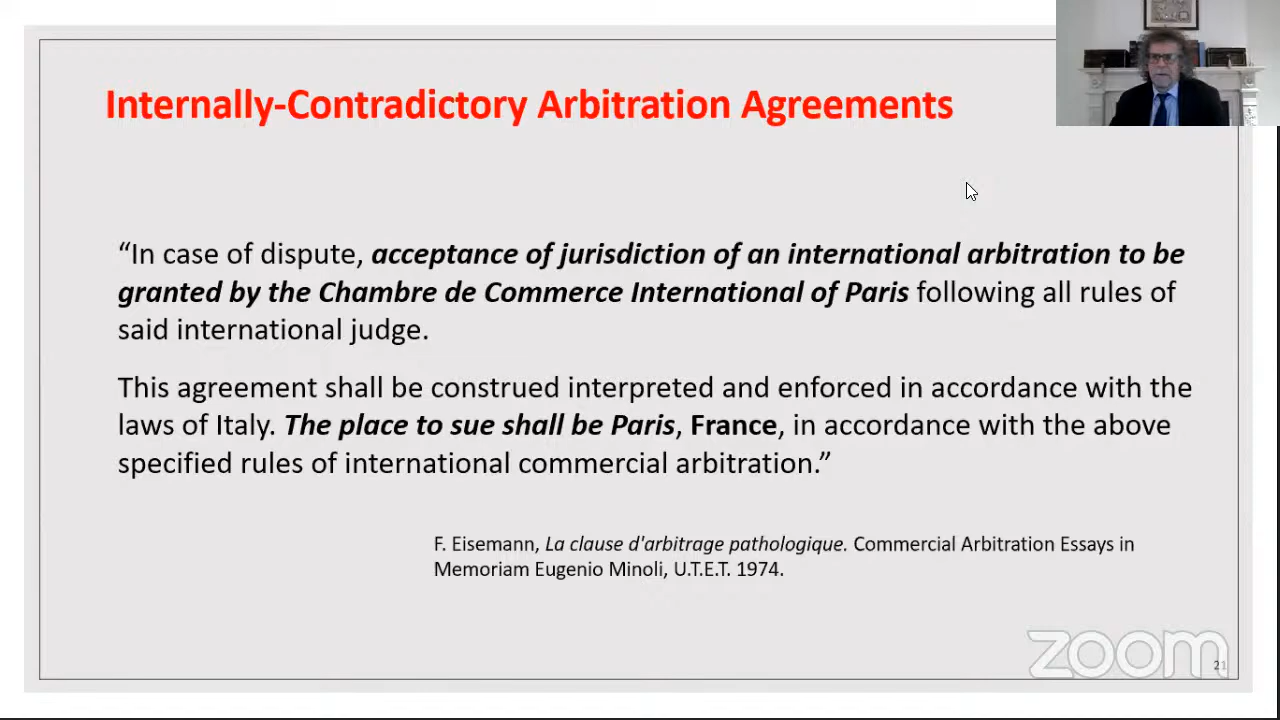 Internally-Contradictory Arbitration Agreements
“In case of dispute, acceptance of jurisdiction of an international arbitration to be
granted by the Chambre de Commerce International of Paris following all rules of
said international judge.
This agreement shall be construed interpreted and enforced in accordance with the
laws of Italy. The place to sue shall be Paris, France, in accordance with the above
specified rules of international commercial arbitration.”
F. Eisemann, La clause d'arbitrage pathologique. Commercial Arbitration Essays in
Memoriam Eugenio Minoli, U.T.E.T. 1974.
zoom
21